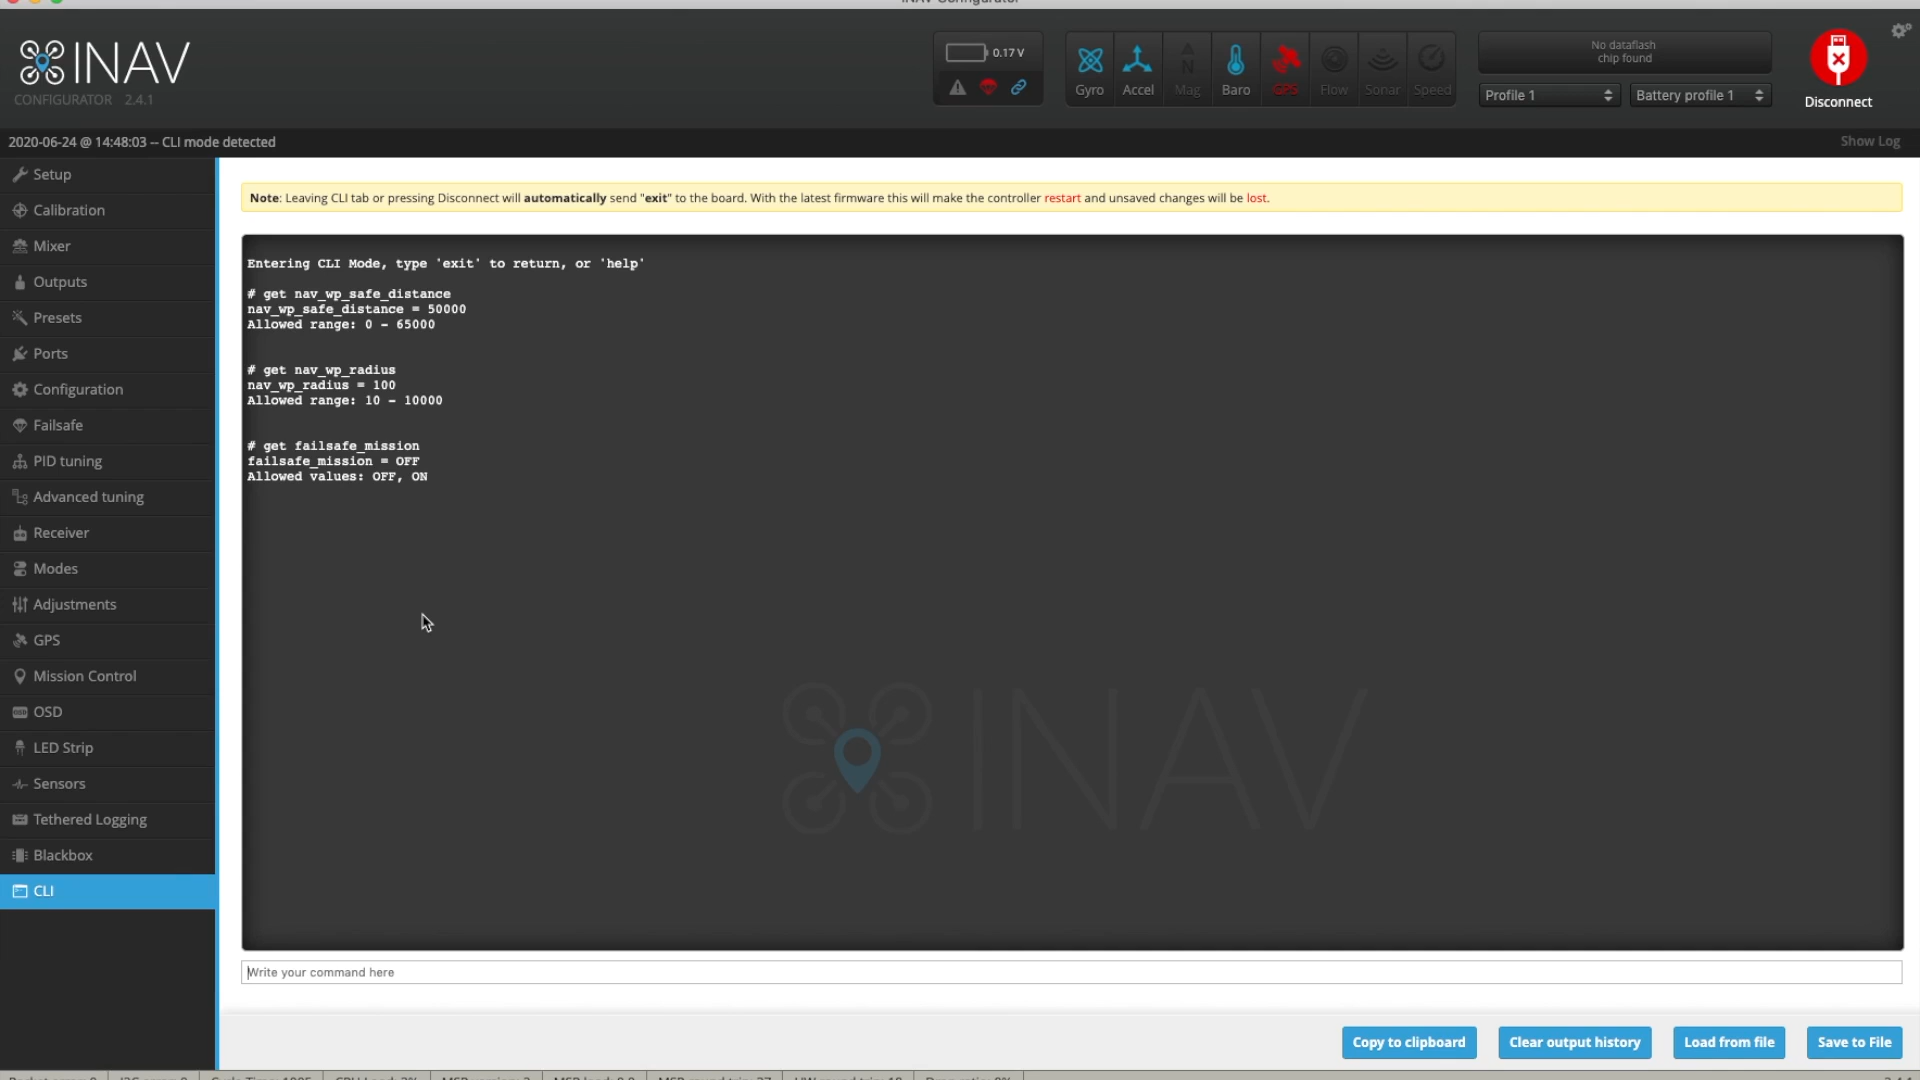 INAV
CONFIGURATOR 2.4.1
0.17 V
Gyro
Accel
Mag
Baro
GPS
Flow
Sonar
Speed
No dataflash
chip found
Profile 1
Battery profile 1
Disconnect
2020-06-24 @ 14:48:03 -- CLI mode detected
Show Log
Setup
Calibration
Mixer
Outputs
Presets
Ports
Configuration
Failsafe
PID tuning
Advanced tuning
Receiver
Modes
Adjustments
GPS
Mission Control
OSD
LED Strip
Sensors
Tethered Logging
Blackbox
CLI
Note: Leaving CLI tab or pressing Disconnect will automatically send "exit" to the board. With the latest firmware this will make the controller restart and unsaved changes will be lost.
Entering CLI Mode, type 'exit' to return, or 'help'
# get nav_wp_safe_distance
nav_wp_safe_distance = 50000
Allowed range: 0 - 65000
# get nav_wp_radius
nav_wp_radius = 100
Allowed range: 10 - 10000
# get failsafe_mission
failsafe_mission = OFF
Allowed values: OFF, ON
INAV
Write your command here
Copy to clipboard
Clear output history
Load from file
Save to File